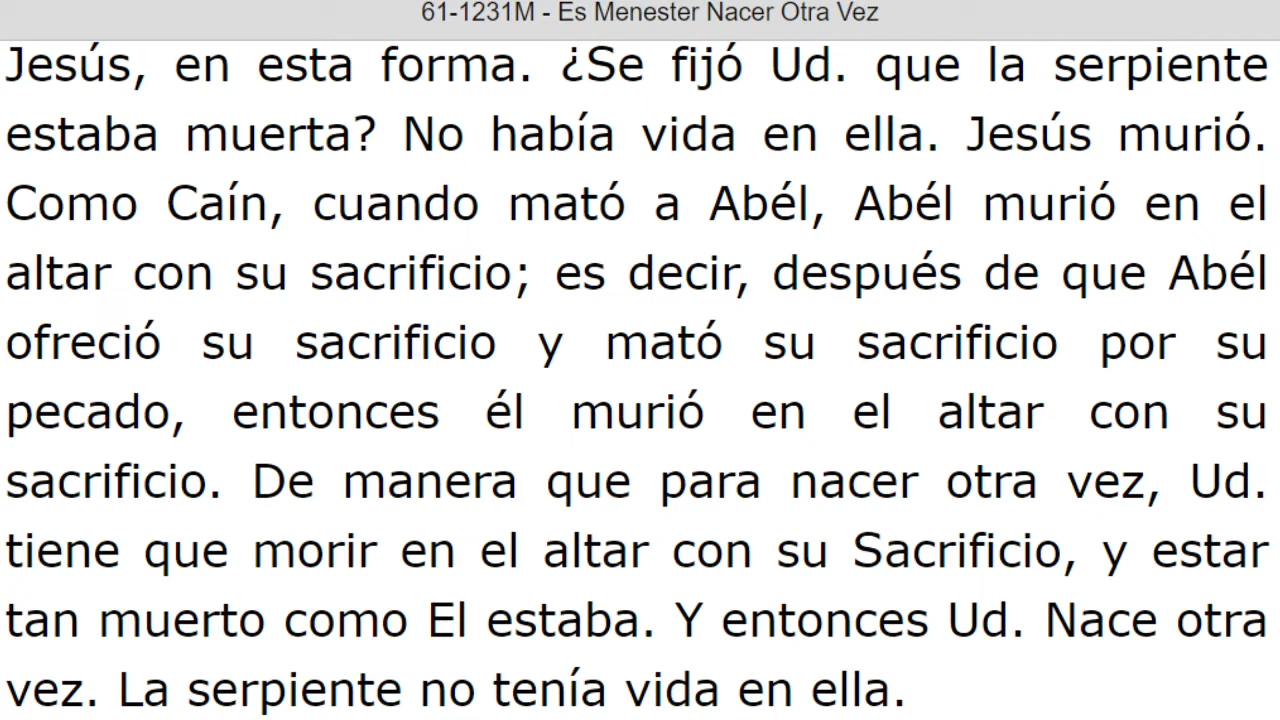 61-1231M - Es Menester Nacer Otra Vez
Jesús, en esta forma. ¿Se fijó Ud. que la serpiente
estaba muerta? No había vida en ella. Jesús murió.
Como Caín, cuando mató a Abél, Abél murió en el
altar con su sacrificio; es decir, después de que Abél
ofreció su sacrificio y mató su sacrificio por su
pecado, entonces él murió en el altar con su
sacrificio. De manera que para nacer otra vez, Ud.
tiene que morir en el altar con su Sacrificio, y estar
tan muerto como El estaba. Y entonces Ud. Nace otra
vez. La serpiente no tenía vida en ella.